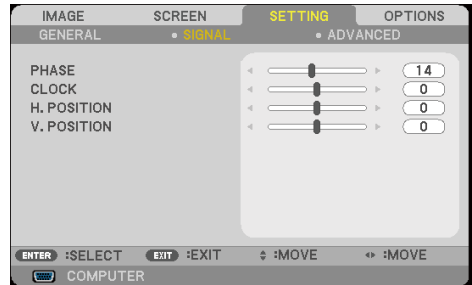 IMAGE SCREEN SETTING OPTIONS
GENERAL • SIGNAL • ADVANCED
PHASE 14
CLOCK 0
H. POSITION 0
V. POSITION 0
ENTER :SELECT EXIT :EXIT :MOVE :MOVE
COMPUTER